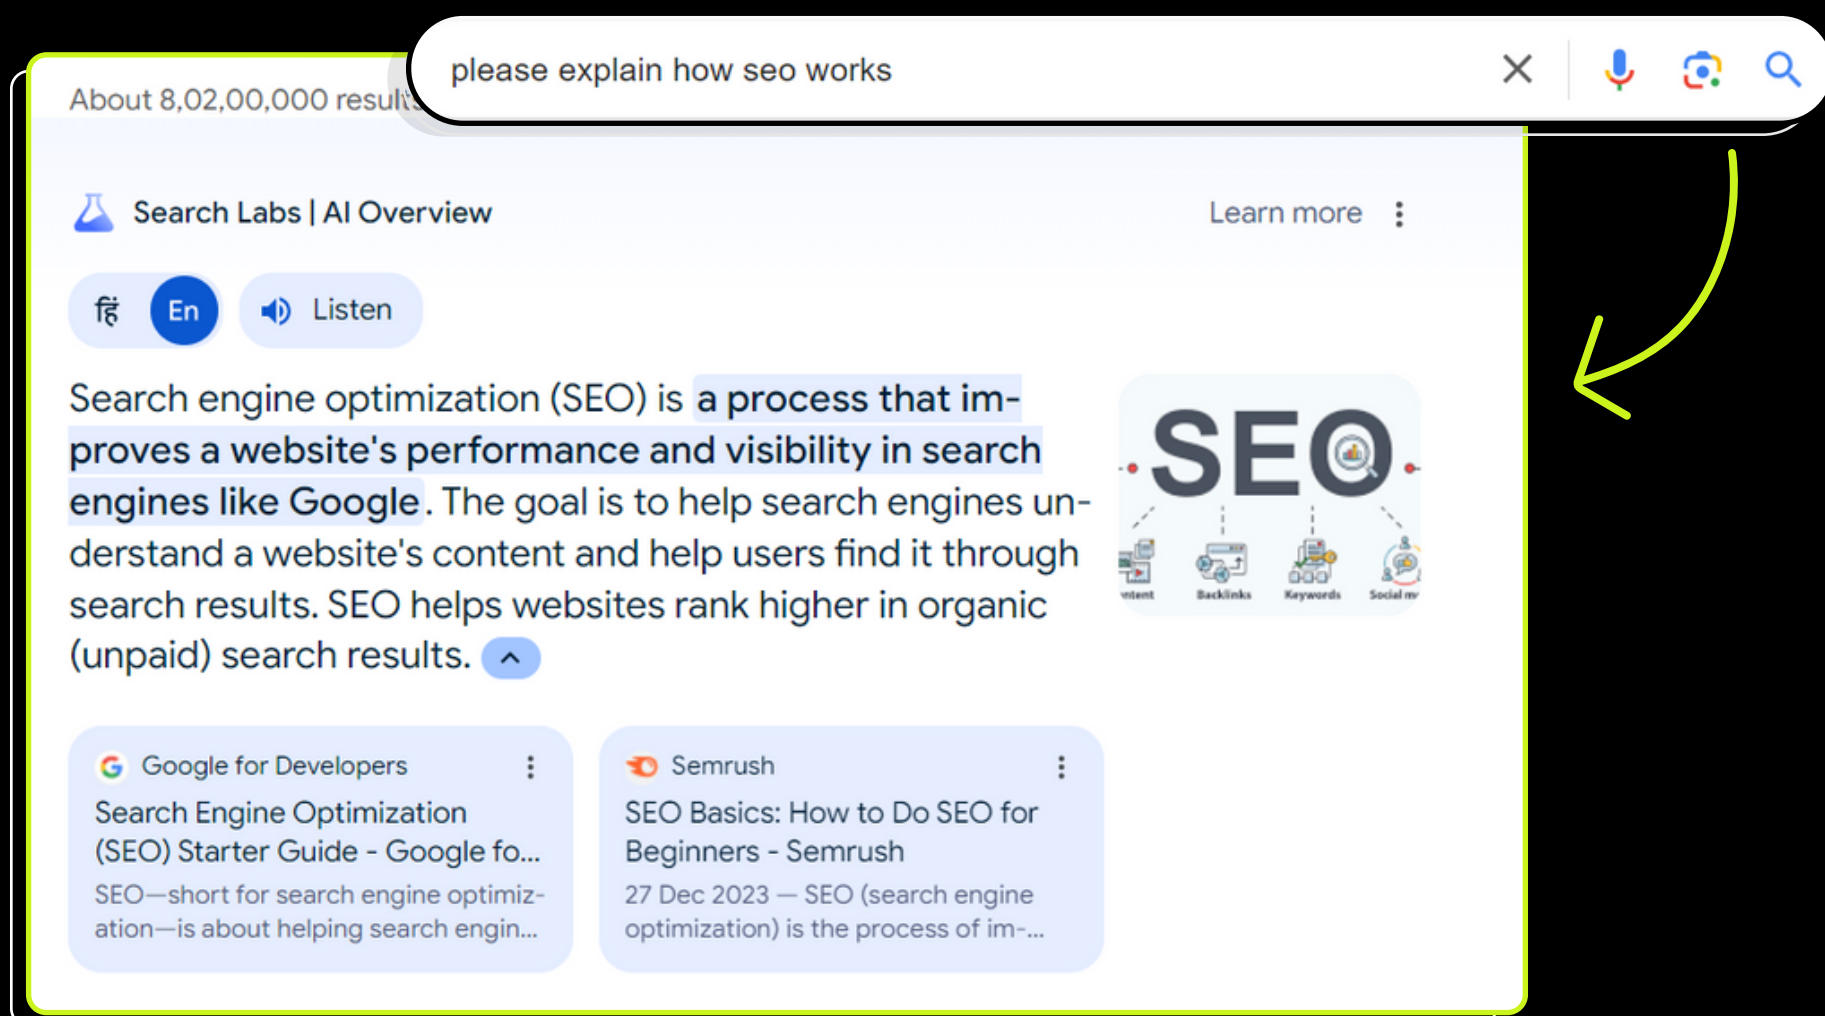 please explain how seo works
About 8,02,00,000 results
Search Labs | AI Overview
Learn more
हिं
En
Listen
Search engine optimization (SEO) is a process that im-
proves a website's performance and visibility in search
engines like Google. The goal is to help search engines un-
derstand a website's content and help users find it through
search results. SEO helps websites rank higher in organic
(unpaid) search results.
SEO
ntent
Backlinks
Keywords
Social
Google for Developers
Search Engine Optimization
(SEO) Starter Guide - Google fo...
SEO—short for search engine optimiz-
ation—is about helping search engin...
Semrush
SEO Basics: How to Do SEO for
Beginners - Semrush
27 Dec 2023 — SEO (search engine
optimization) is the process of im-...